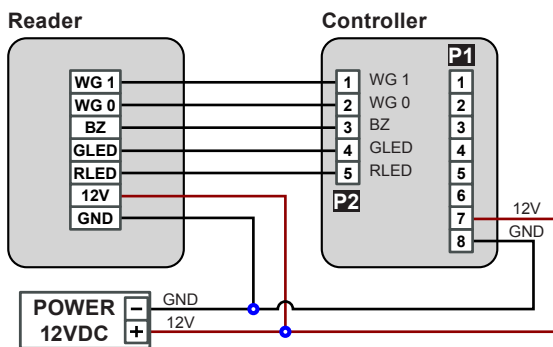 Reader
Controller
P1
WG 1
WG 0
BZ
GLED
RLED
12V
GND
1 WG 1
2 WG 0
3 BZ
4 GLED
5 RLED
P2
1
2
3
4
5
6
7
8
12V
GND
POWER
12VDC
−
+
GND
12V